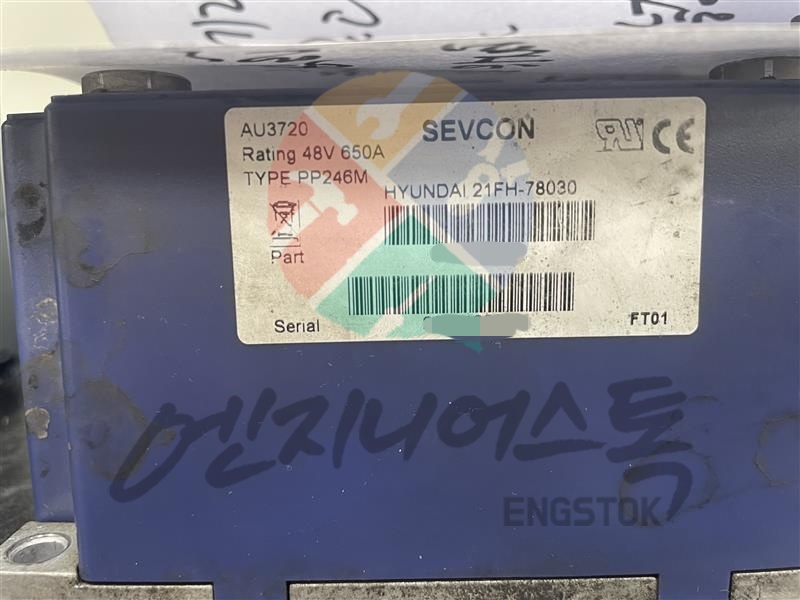 AU3720
SEVCON
Rating 48V 650A
TYPE PP246M
HYUNDAI 21FH-78030
Part
Serial
FT01
엔지니어스톡
ENGSTOK